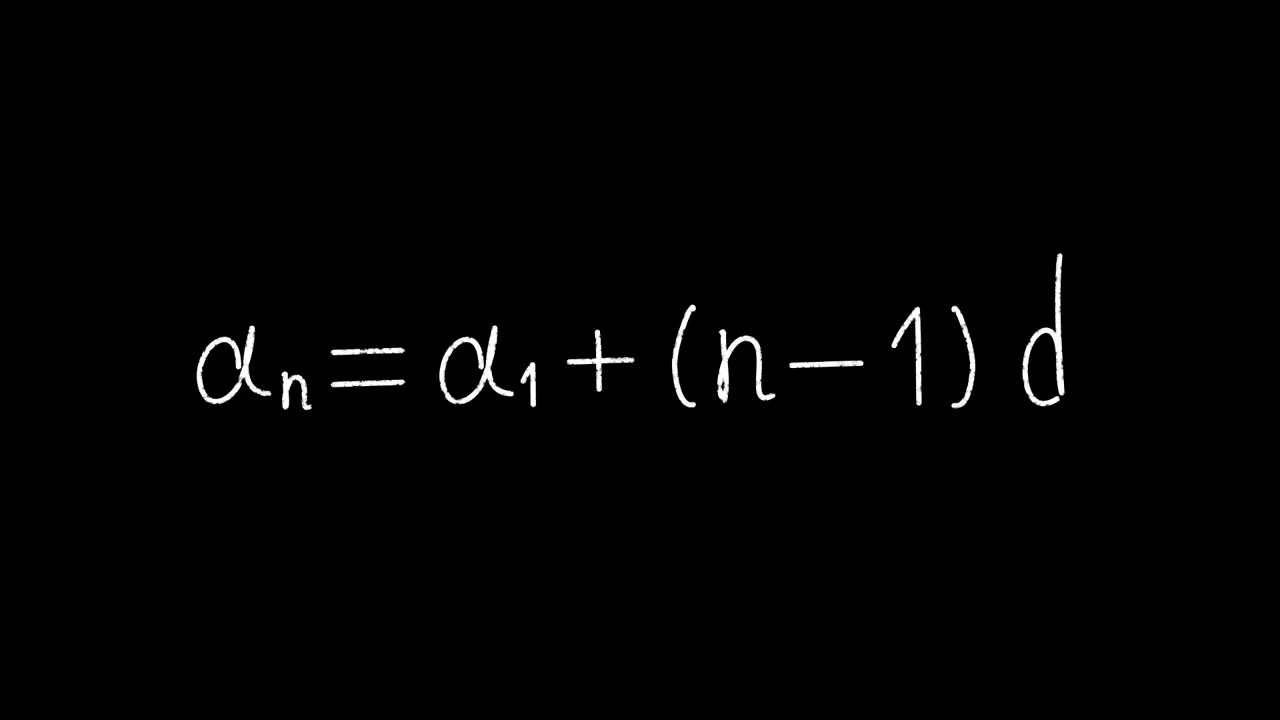 aₙ = a₁ + (n − 1) d